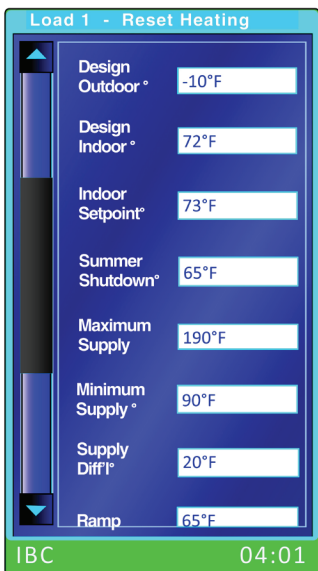 Load 1 - Reset Heating
Design
Outdoor °
-10°F
Design
Indoor °
72°F
Indoor
Setpoint°
73°F
Summer
Shutdown°
65°F
Maximum
Supply
190°F
Minimum
Supply °
90°F
Supply
Diff'l°
20°F
Ramp
65°F
IBC
04:01